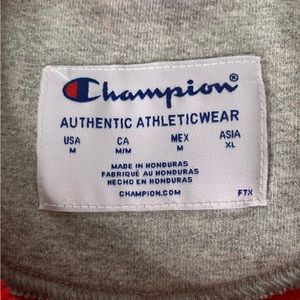 Champion®
AUTHENTIC ATHLETICWEAR
USA CA MEX ASIA
M M/M M XL
MADE IN HONDURAS
FABRIQUÉ AU HONDURAS
HECHO EN HONDURAS
CHAMPION.COM FTX